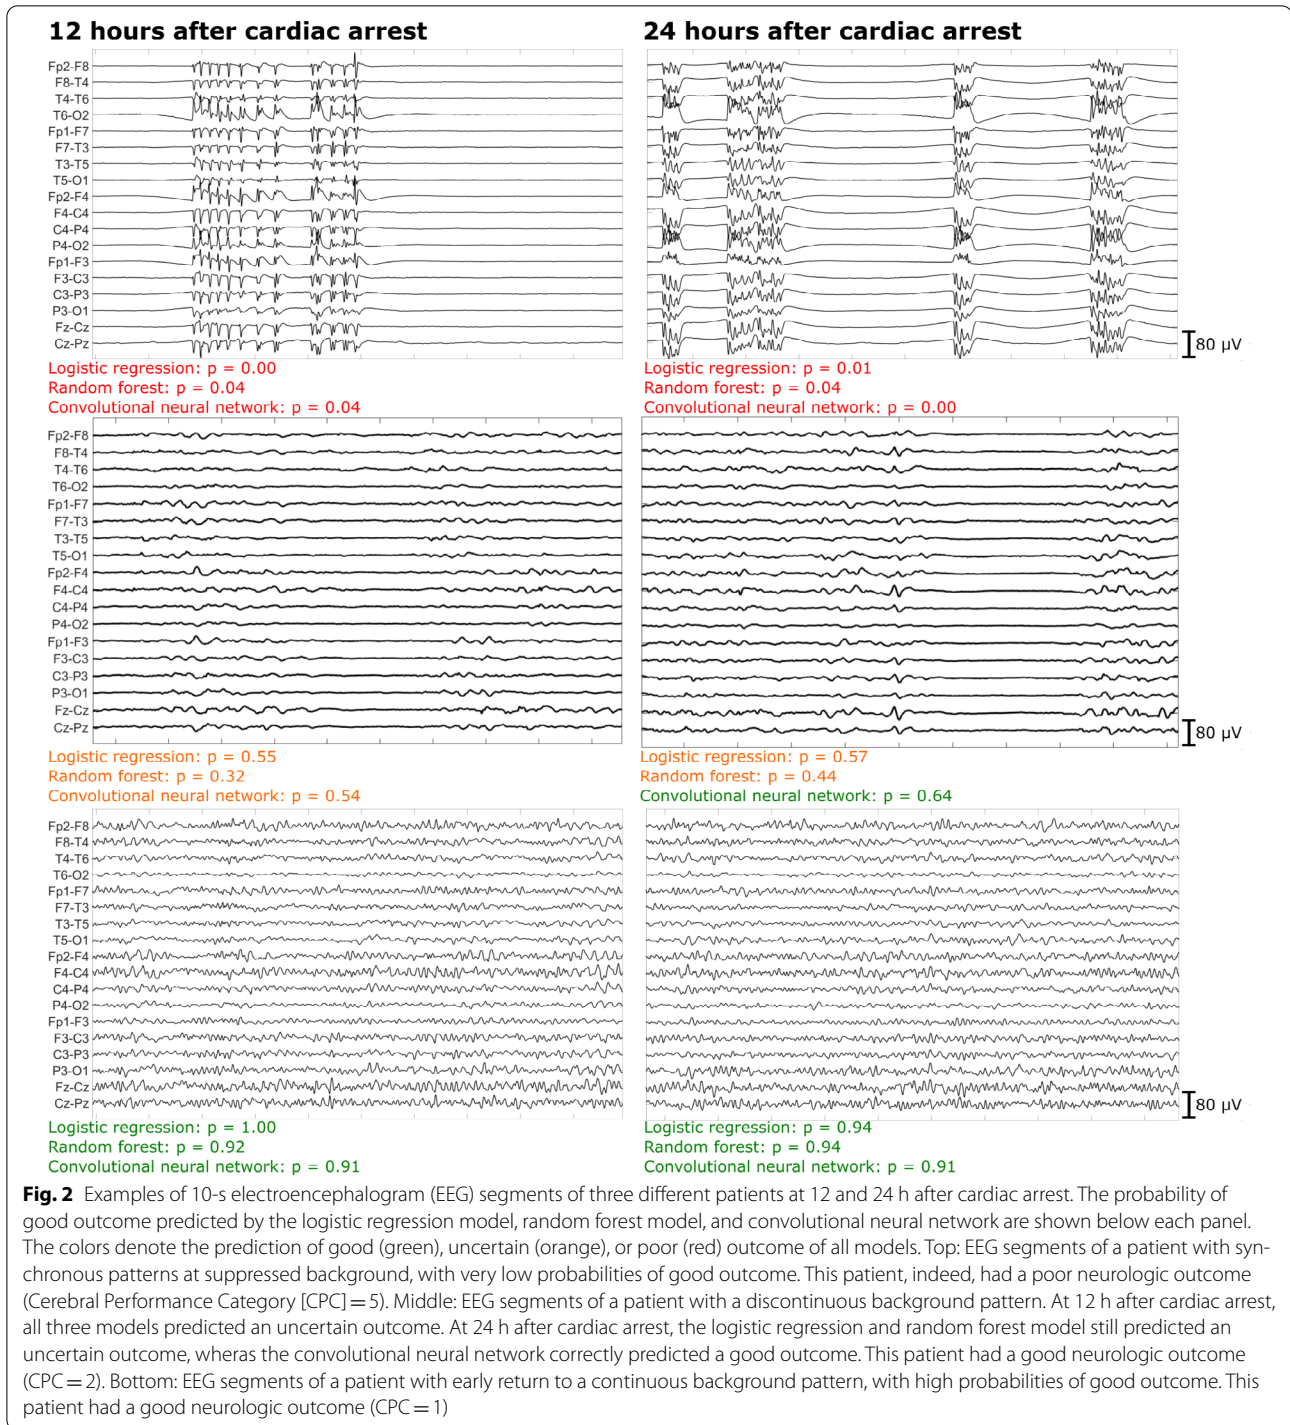 12 hours after cardiac arrest
24 hours after cardiac arrest
Fp2-F8
F8-T4
T4-T6
T6-O2
Fp1-F7
F7-T3
T3-T5
T5-O1
Fp2-F4
F4-C4
C4-P4
P4-O2
Fp1-F3
F3-C3
C3-P3
P3-O1
Fz-Cz
Cz-Pz
80 µV
Logistic regression: p = 0.00
Random forest: p = 0.04
Convolutional neural network: p = 0.04
Logistic regression: p = 0.01
Random forest: p = 0.04
Convolutional neural network: p = 0.00
Fp2-F8
F8-T4
T4-T6
T6-O2
Fp1-F7
F7-T3
T3-T5
T5-O1
Fp2-F4
F4-C4
C4-P4
P4-O2
Fp1-F3
F3-C3
C3-P3
P3-O1
Fz-Cz
Cz-Pz
80 µV
Logistic regression: p = 0.55
Random forest: p = 0.32
Convolutional neural network: p = 0.54
Logistic regression: p = 0.57
Random forest: p = 0.44
Convolutional neural network: p = 0.64
Fp2-F8
F8-T4
T4-T6
T6-O2
Fp1-F7
F7-T3
T3-T5
T5-O1
Fp2-F4
F4-C4
C4-P4
P4-O2
Fp1-F3
F3-C3
C3-P3
P3-O1
Fz-Cz
Cz-Pz
80 µV
Logistic regression: p = 1.00
Random forest: p = 0.92
Convolutional neural network: p = 0.91
Logistic regression: p = 0.94
Random forest: p = 0.94
Convolutional neural network: p = 0.91
Fig. 2 Examples of 10-s electroencephalogram (EEG) segments of three different patients at 12 and 24 h after cardiac arrest. The probability of
good outcome predicted by the logistic regression model, random forest model, and convolutional neural network are shown below each panel.
The colors denote the prediction of good (green), uncertain (orange), or poor (red) outcome of all models. Top: EEG segments of a patient with syn-
chronous patterns at suppressed background, with very low probabilities of good outcome. This patient, indeed, had a poor neurologic outcome
(Cerebral Performance Category [CPC] = 5). Middle: EEG segments of a patient with a discontinuous background pattern. At 12 h after cardiac arrest,
all three models predicted an uncertain outcome. At 24 h after cardiac arrest, the logistic regression and random forest model still predicted an
uncertain outcome, wheras the convolutional neural network correctly predicted a good outcome. This patient had a good neurologic outcome
(CPC = 2). Bottom: EEG segments of a patient with early return to a continuous background pattern, with high probabilities of good outcome. This
patient had a good neurologic outcome (CPC = 1)